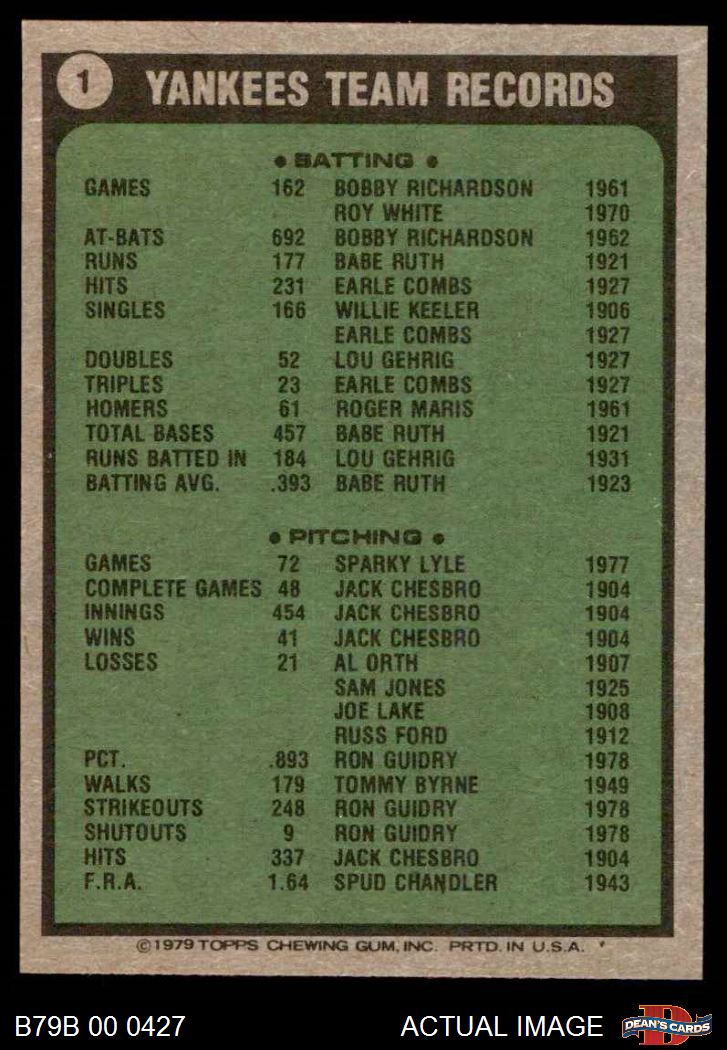 1 YANKEES TEAM RECORDS
• BATTING •
GAMES 162 BOBBY RICHARDSON 1961
ROY WHITE 1970
AT-BATS 692 BOBBY RICHARDSON 1962
RUNS 177 BABE RUTH 1921
HITS 231 EARLE COMBS 1927
SINGLES 166 WILLIE KEELER 1906
EARLE COMBS 1927
DOUBLES 52 LOU GEHRIG 1927
TRIPLES 23 EARLE COMBS 1927
HOMERS 61 ROGER MARIS 1961
TOTAL BASES 457 BABE RUTH 1921
RUNS BATTED IN 184 LOU GEHRIG 1931
BATTING AVG. .393 BABE RUTH 1923
• PITCHING •
GAMES 72 SPARKY LYLE 1977
COMPLETE GAMES 48 JACK CHESBRO 1904
INNINGS 454 JACK CHESBRO 1904
WINS 41 JACK CHESBRO 1904
LOSSES 21 AL ORTH 1907
SAM JONES 1925
JOE LAKE 1908
RUSS FORD 1912
PCT. .893 RON GUIDRY 1978
WALKS 179 TOMMY BYRNE 1949
STRIKEOUTS 248 RON GUIDRY 1978
SHUTOUTS 9 RON GUIDRY 1978
HITS 337 JACK CHESBRO 1904
E.R.A. 1.64 SPUD CHANDLER 1943
©1979 TOPPS CHEWING GUM, INC. PRTD. IN U.S.A. *
B79B 00 0427 ACTUAL IMAGE D DEAN'S CARDS